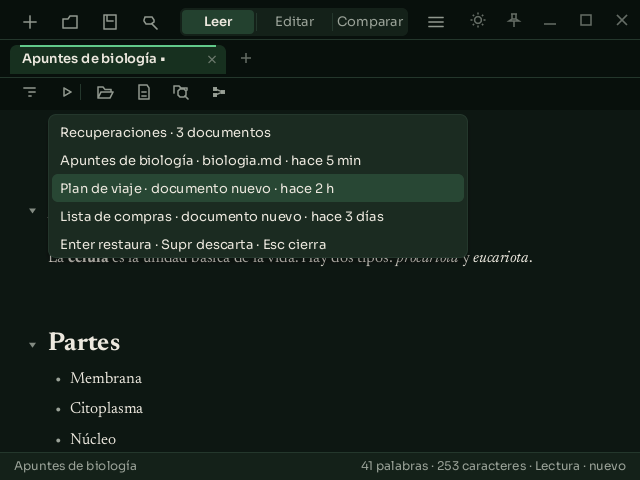 Leer Editar Comparar
Apuntes de biología •
Recuperaciones · 3 documentos
Apuntes de biología · biologia.md · hace 5 min
Plan de viaje · documento nuevo · hace 2 h
Lista de compras · documento nuevo · hace 3 días
Enter restaura · Supr descarta · Esc cierra
La célula es la unidad básica de la vida. Hay dos tipos: procariota y eucariota.
Partes
• Membrana
• Citoplasma
• Núcleo
Apuntes de biología 41 palabras · 253 caracteres · Lectura · nuevo